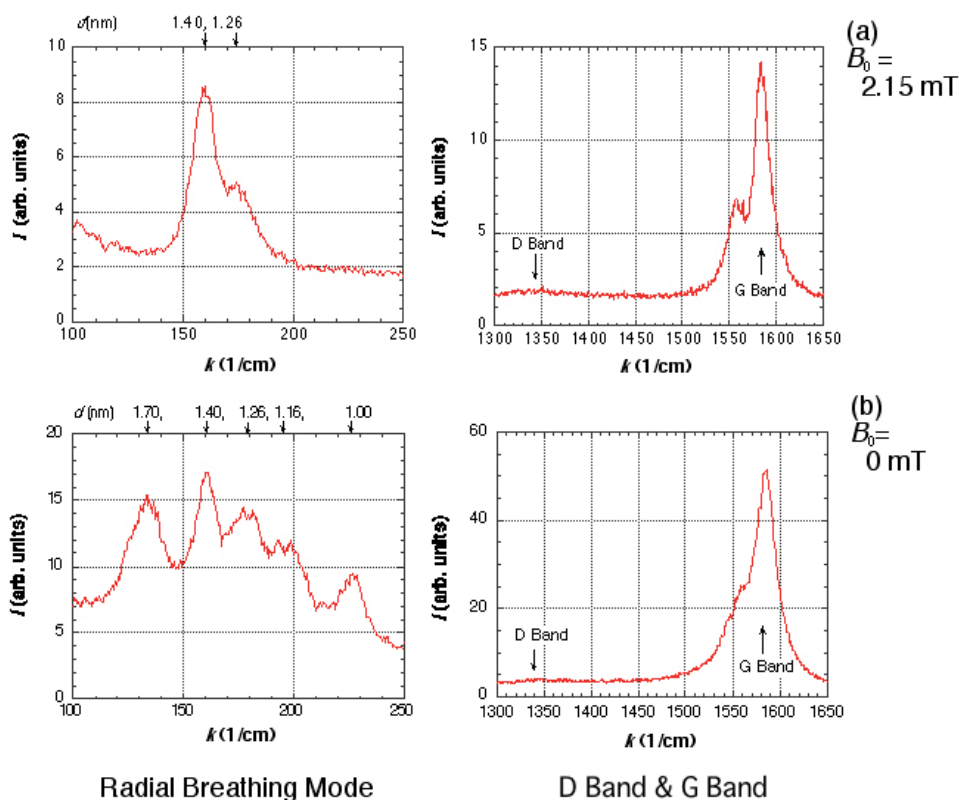 d(nm) 1.40, 1.26
10
8
6
4
2
0
100 150 200 250
I (arb. units)
k (1/cm)
15
10
5
0
1300 1350 1400 1450 1500 1550 1600 1650
I (arb. units)
k (1/cm)
D Band
G Band
(a)
B₀ =
2.15 mT
d (nm) 1.70, 1.40, 1.26, 1.16, 1.00
20
15
10
5
0
100 150 200 250
I (arb. units)
k (1/cm)
60
40
20
0
1300 1350 1400 1450 1500 1550 1600 1650
I (arb. units)
k (1/cm)
D Band
G Band
(b)
B₀=
0 mT
Radial Breathing Mode
D Band & G Band